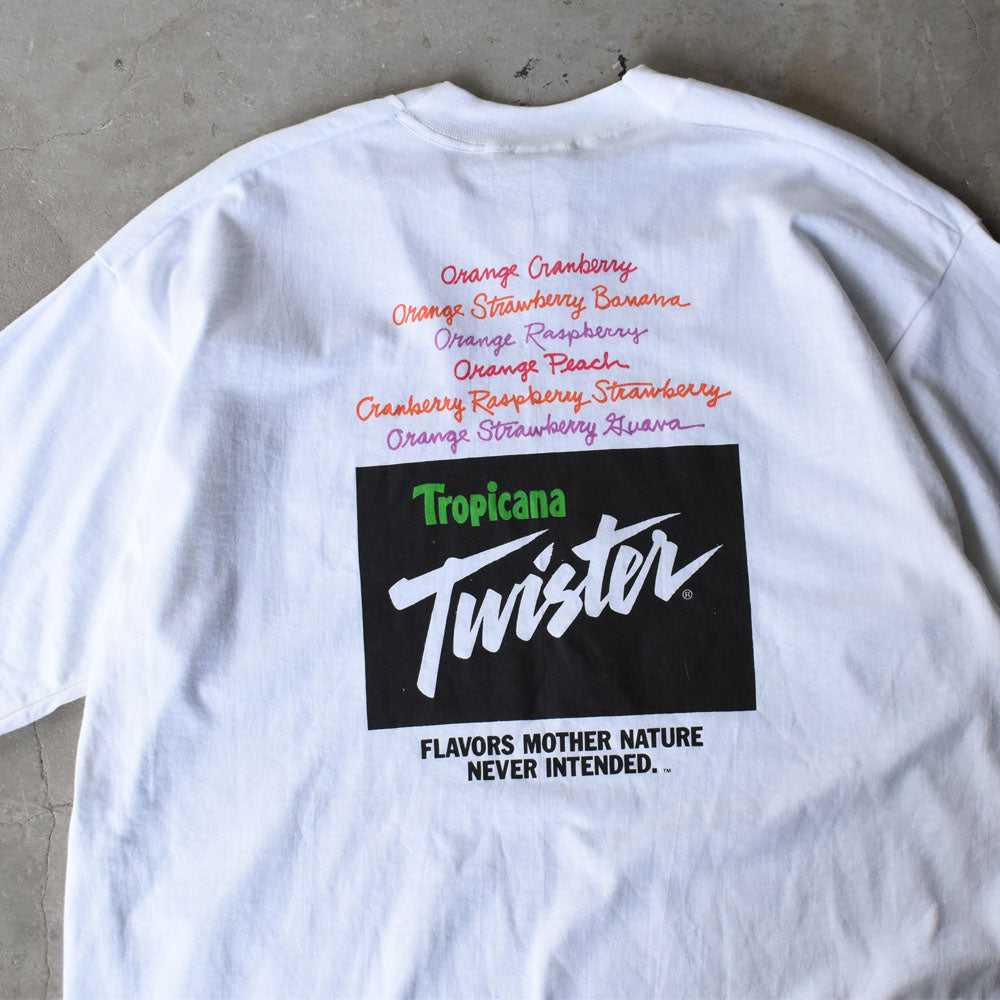 Orange Cranberry
Orange Strawberry Banana
Orange Raspberry
Orange Peach
Cranberry Raspberry Strawberry
Orange Strawberry Guava
Tropicana
Twister®
FLAVORS MOTHER NATURE
NEVER INTENDED.™